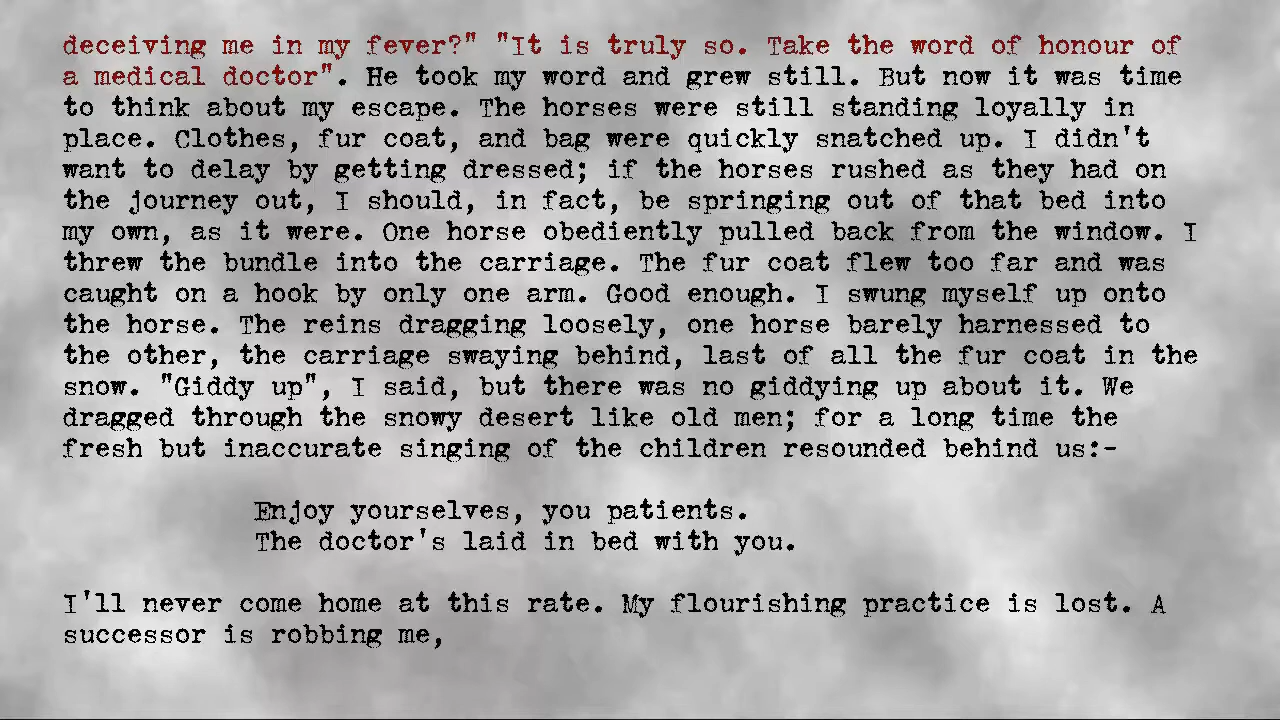 deceiving me in my fever?" "It is truly so. Take the word of honour of
a medical doctor". He took my word and grew still. But now it was time
to think about my escape. The horses were still standing loyally in
place. Clothes, fur coat, and bag were quickly snatched up. I didn't
want to delay by getting dressed; if the horses rushed as they had on
the journey out, I should, in fact, be springing out of that bed into
my own, as it were. One horse obediently pulled back from the window. I
threw the bundle into the carriage. The fur coat flew too far and was
caught on a hook by only one arm. Good enough. I swung myself up onto
the horse. The reins dragging loosely, one horse barely harnessed to
the other, the carriage swaying behind, last of all the fur coat in the
snow. "Giddy up", I said, but there was no giddying up about it. We
dragged through the snowy desert like old men; for a long time the
fresh but inaccurate singing of the children resounded behind us:-
Enjoy yourselves, you patients.
The doctor's laid in bed with you.
I'll never come home at this rate. My flourishing practice is lost. A
successor is robbing me,